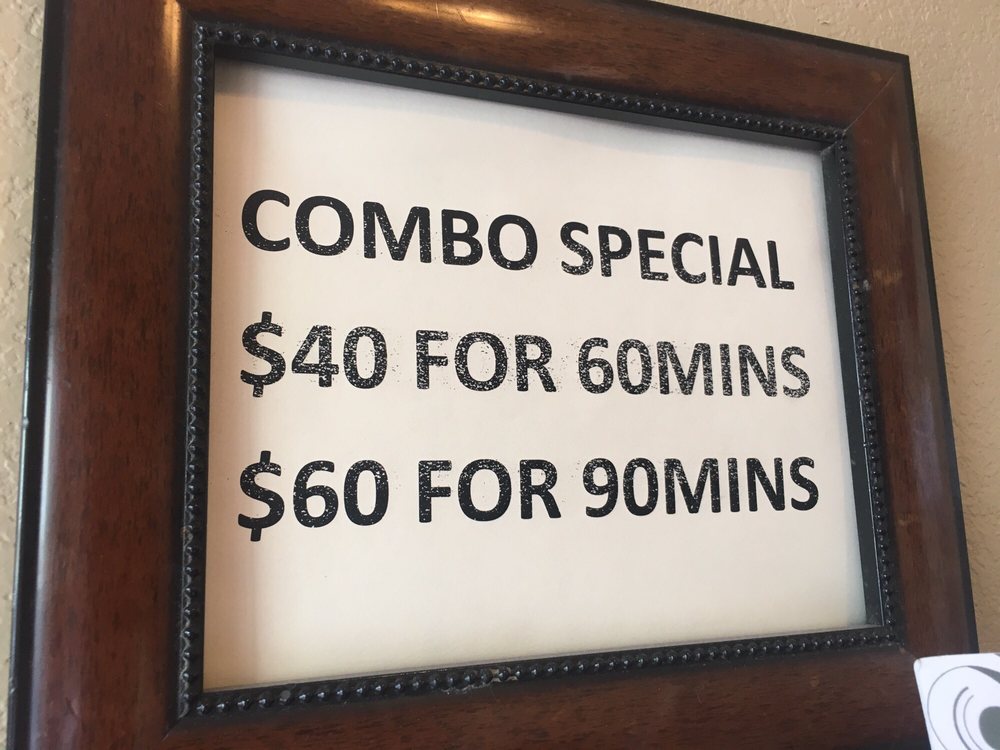 COMBO SPECIAL
$40 FOR 60MINS
$60 FOR 90MINS